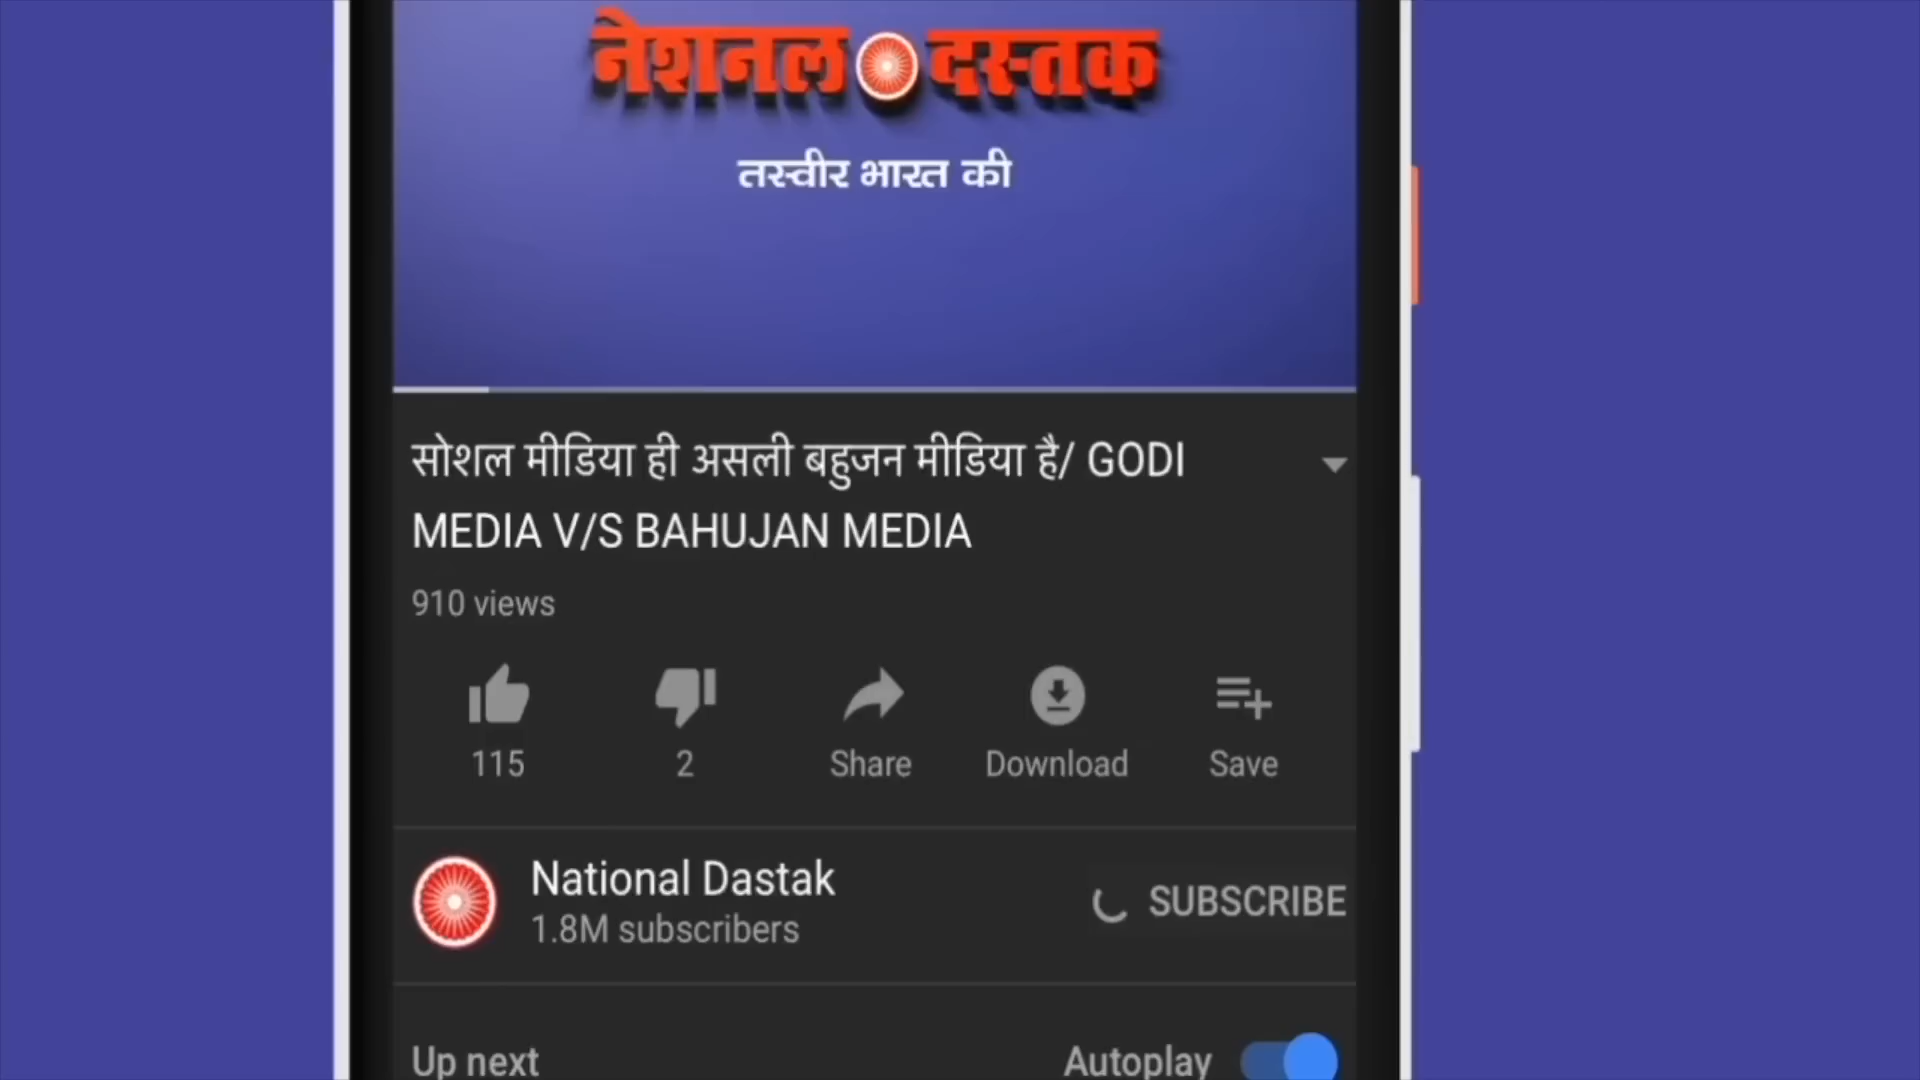 नेशनल दस्तक
तस्वीर भारत की
सोशल मीडिया ही असली बहुजन मीडिया है/ GODI
MEDIA V/S BAHUJAN MEDIA
910 views
115 2 Share Download Save
National Dastak
1.8M subscribers
SUBSCRIBE
Up next Autoplay